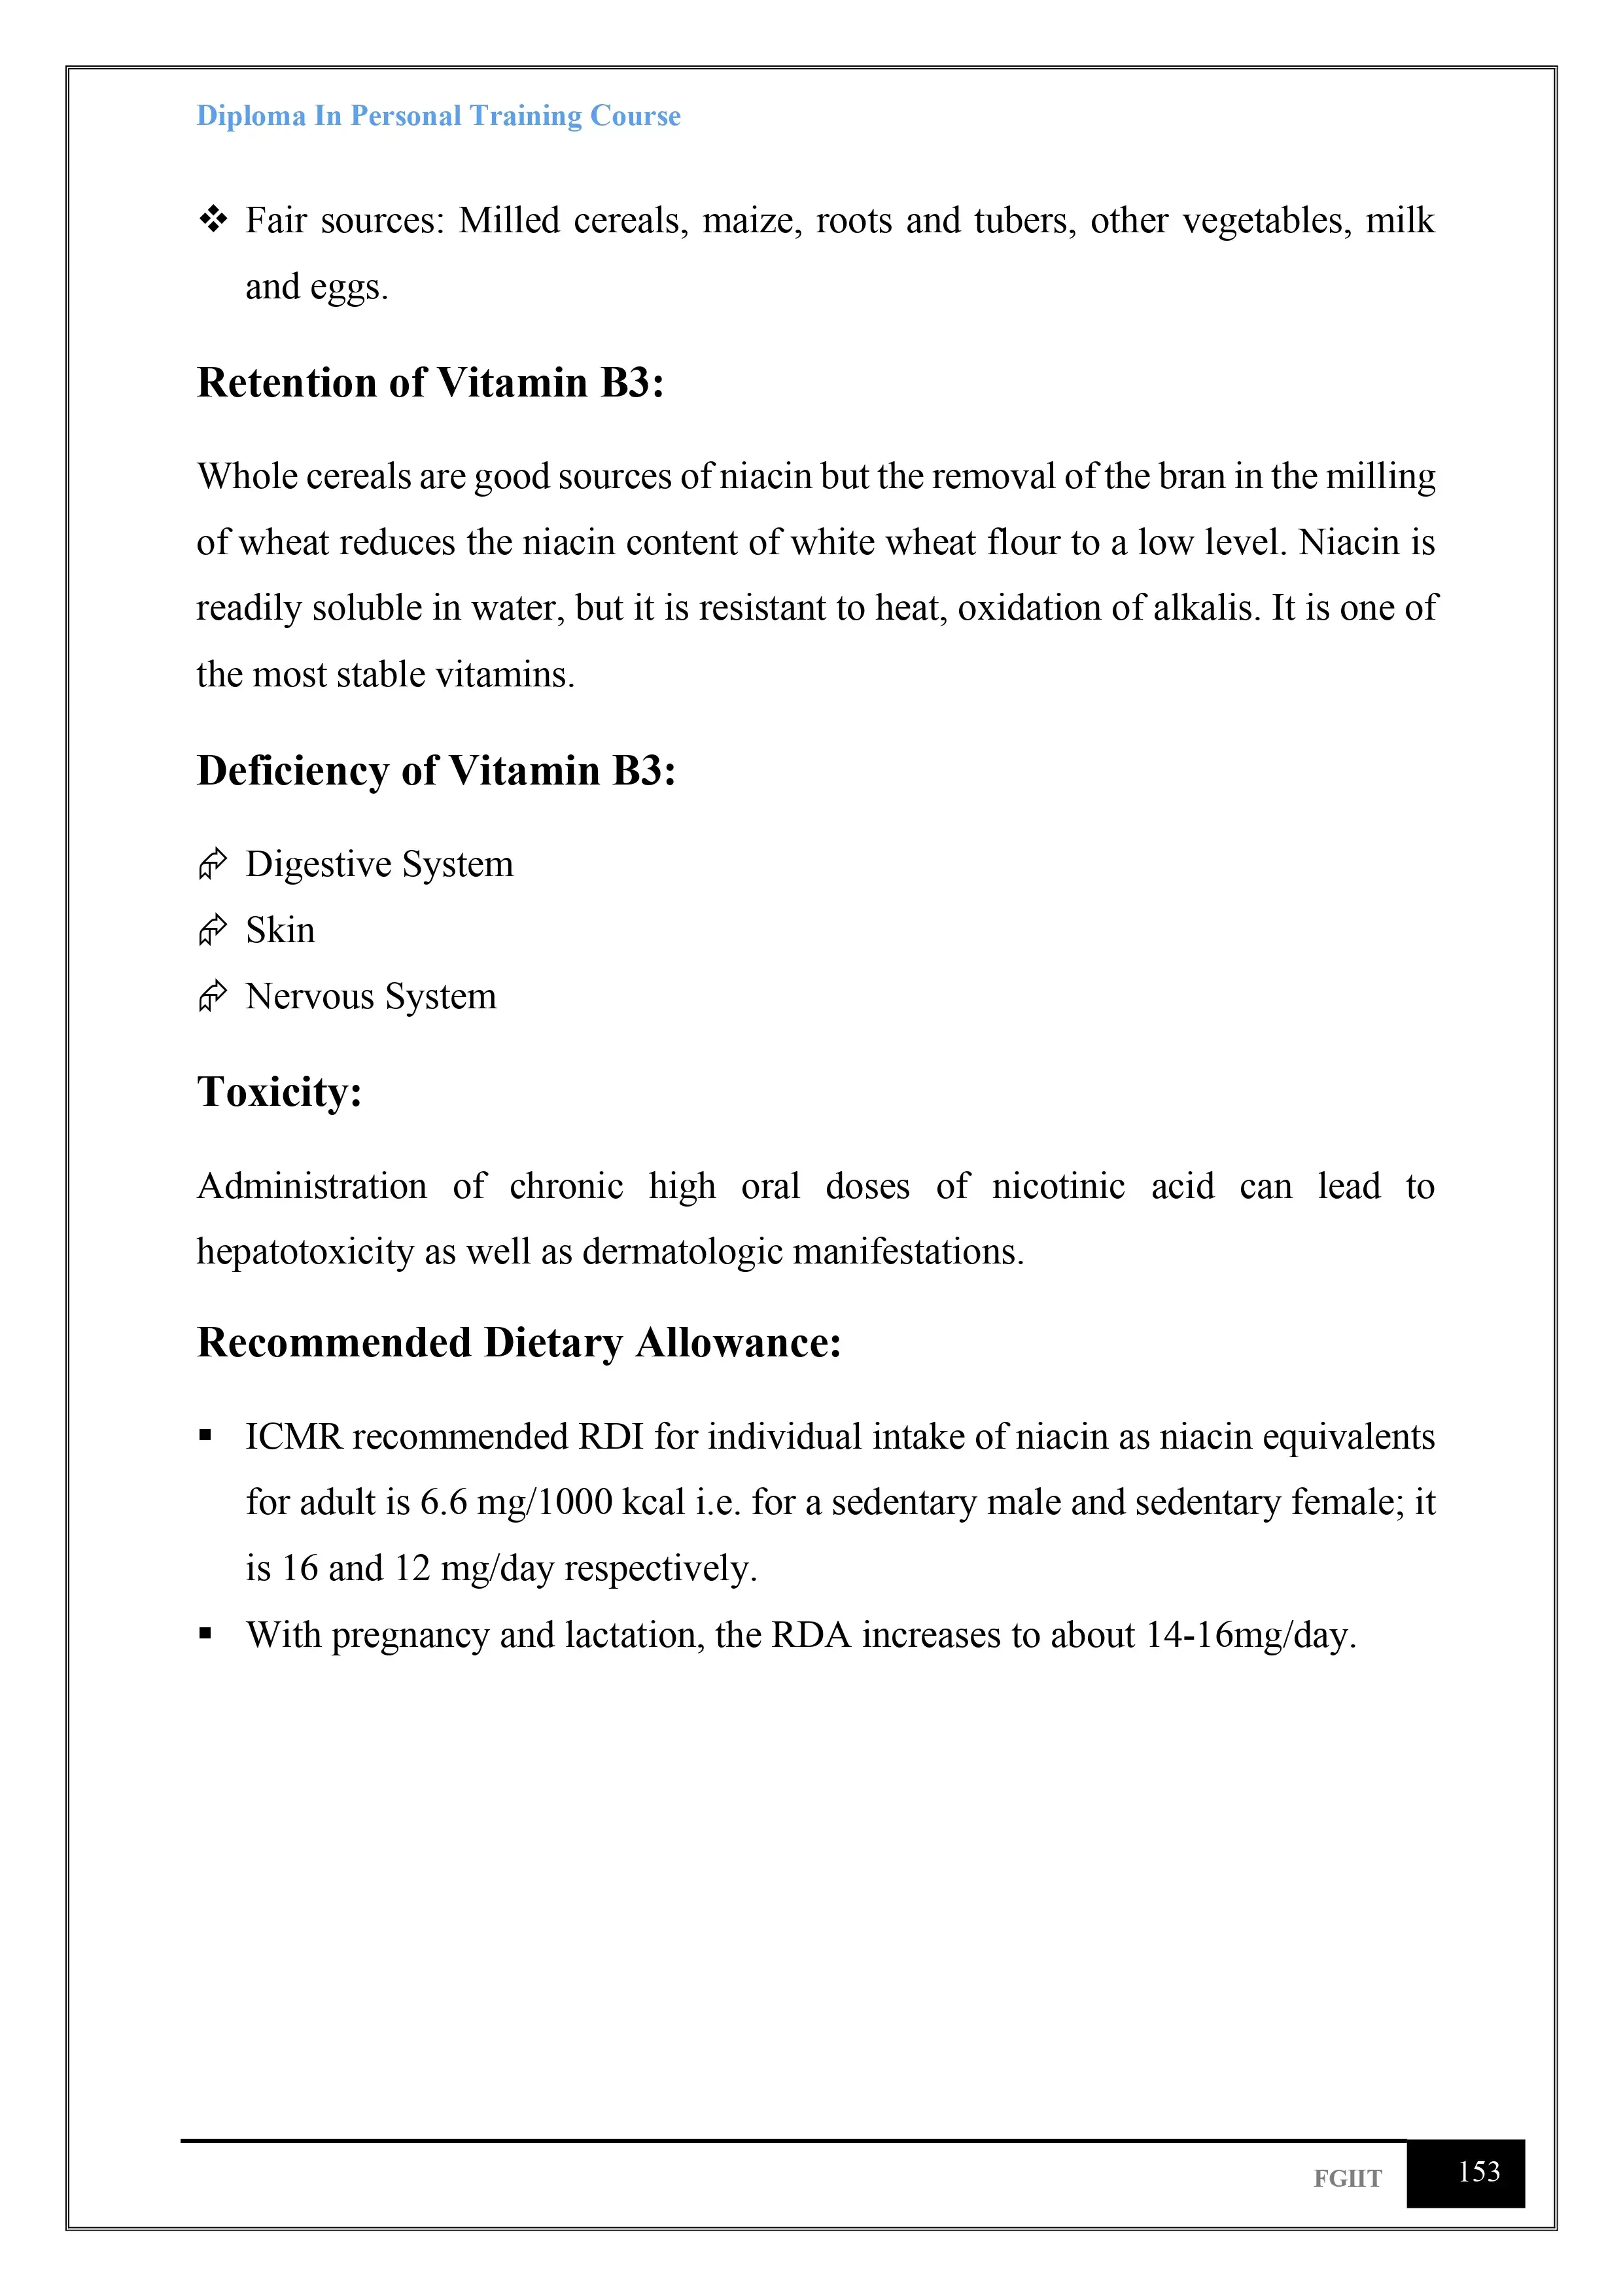 Diploma In Personal Training Course
❖ Fair sources: Milled cereals, maize, roots and tubers, other vegetables, milk
and eggs.
Retention of Vitamin B3:
Whole cereals are good sources of niacin but the removal of the bran in the milling
of wheat reduces the niacin content of white wheat flour to a low level. Niacin is
readily soluble in water, but it is resistant to heat, oxidation of alkalis. It is one of
the most stable vitamins.
Deficiency of Vitamin B3:
Digestive System
Skin
Nervous System
Toxicity:
Administration of chronic high oral doses of nicotinic acid can lead to
hepatotoxicity as well as dermatologic manifestations.
Recommended Dietary Allowance:
▪ ICMR recommended RDI for individual intake of niacin as niacin equivalents
for adult is 6.6 mg/1000 kcal i.e. for a sedentary male and sedentary female; it
is 16 and 12 mg/day respectively.
▪ With pregnancy and lactation, the RDA increases to about 14-16mg/day.
FGIIT 153